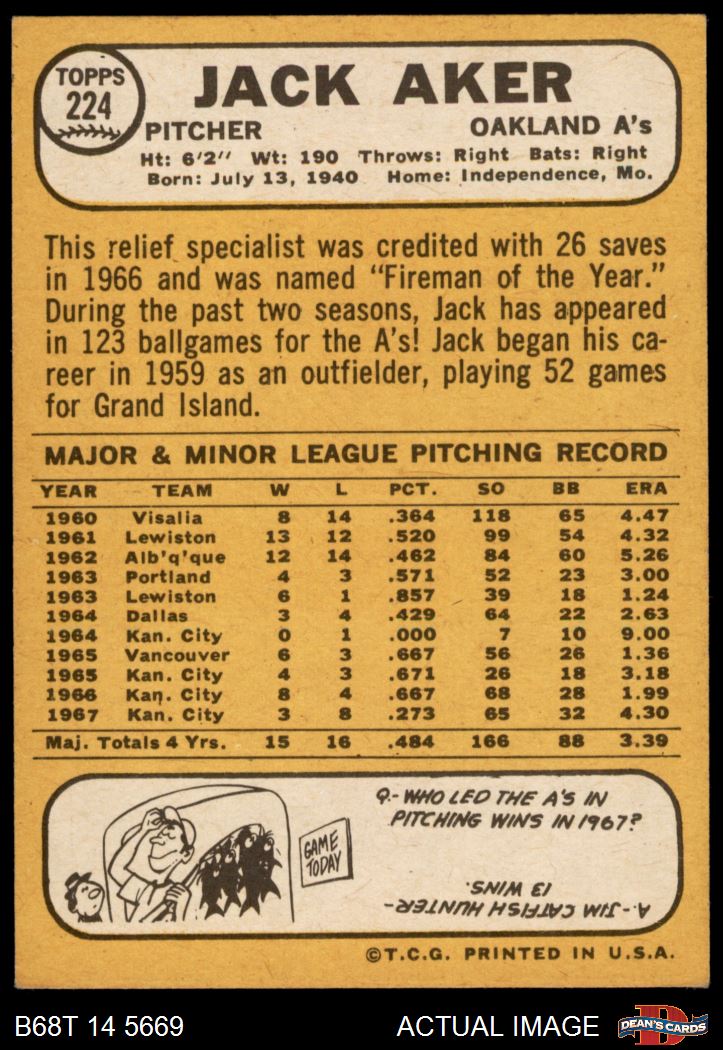 TOPPS
224
JACK AKER
PITCHER OAKLAND A's
Ht: 6'2" Wt: 190 Throws: Right Bats: Right
Born: July 13, 1940 Home: Independence, Mo.
This relief specialist was credited with 26 saves
in 1966 and was named "Fireman of the Year."
During the past two seasons, Jack has appeared
in 123 ballgames for the A's! Jack began his ca-
reer in 1959 as an outfielder, playing 52 games
for Grand Island.
MAJOR & MINOR LEAGUE PITCHING RECORD
YEAR TEAM W L PCT. SO BB ERA
1960 Visalia 8 14 .364 118 65 4.47
1961 Lewiston 13 12 .520 99 54 4.32
1962 Alb'q'que 12 14 .462 84 60 5.26
1963 Portland 4 3 .571 52 23 3.00
1963 Lewiston 6 1 .857 39 18 1.24
1964 Dallas 3 4 .429 64 22 2.63
1964 Kan. City 0 1 .000 7 10 9.00
1965 Vancouver 6 3 .667 56 26 1.36
1965 Kan. City 4 3 .671 26 18 3.18
1966 Kan. City 8 4 .667 68 28 1.99
1967 Kan. City 3 8 .273 65 32 4.30
Maj. Totals 4 Yrs. 15 16 .484 166 88 3.39
GAME
TODAY
Q.- WHO LED THE A'S IN
PITCHING WINS IN 1967?
A.- JIM CATFISH HUNTER-
13 WINS.
©T.C.G. PRINTED IN U.S.A.
B68T 14 5669 ACTUAL IMAGE
D
DEAN'S CARDS